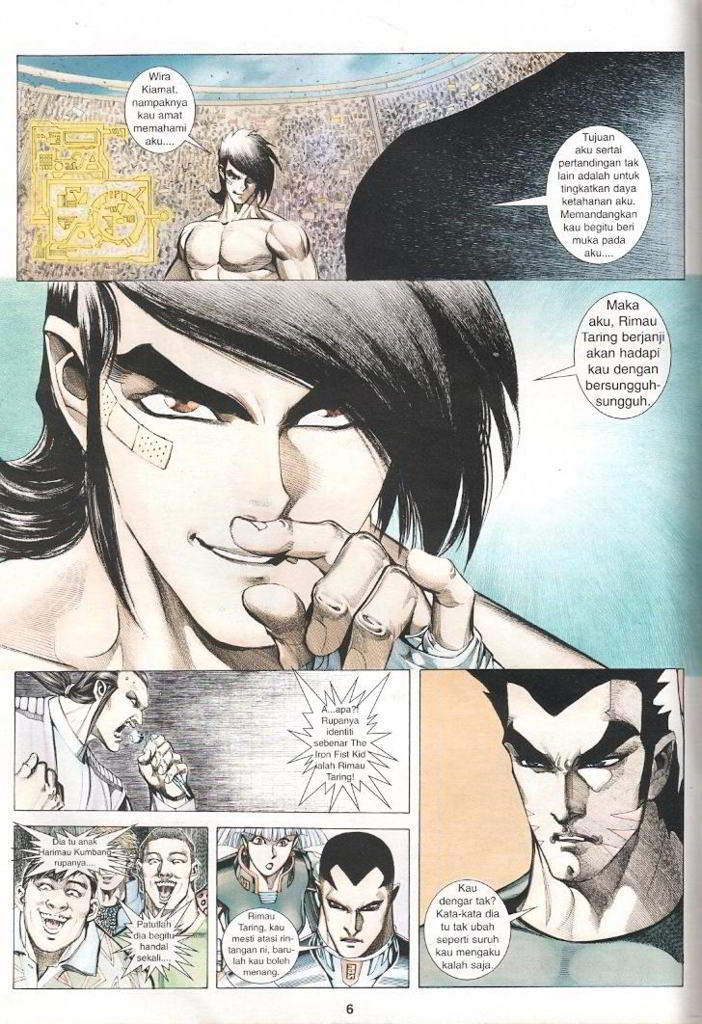 Wira
Kiamat,
nampaknya
kau amat
memahami
aku....
Tujuan
aku sertai
pertandingan tak
lain adalah untuk
tingkatkan daya
ketahanan aku.
Memandangkan
kau begitu beri
muka pada
aku....
Maka
aku, Rimau
Taring berjanji
akan hadapi
kau dengan
bersungguh-
sungguh.
A...apa?!
Rupanya
identiti
sebenar The
Iron Fist Kid
ialah Rimau
Taring!
Dia tu anak
Harimau Kumbang
rupanya....
Patutlah
dia begitu
handal
sekali....
Rimau
Taring, kau
mesti atasi rin-
tangan ni, baru-
lah kau boleh
menang.
Kau
dengar tak?
Kata-kata dia
tu tak ubah
seperti suruh
kau mengaku
kalah saja.
6